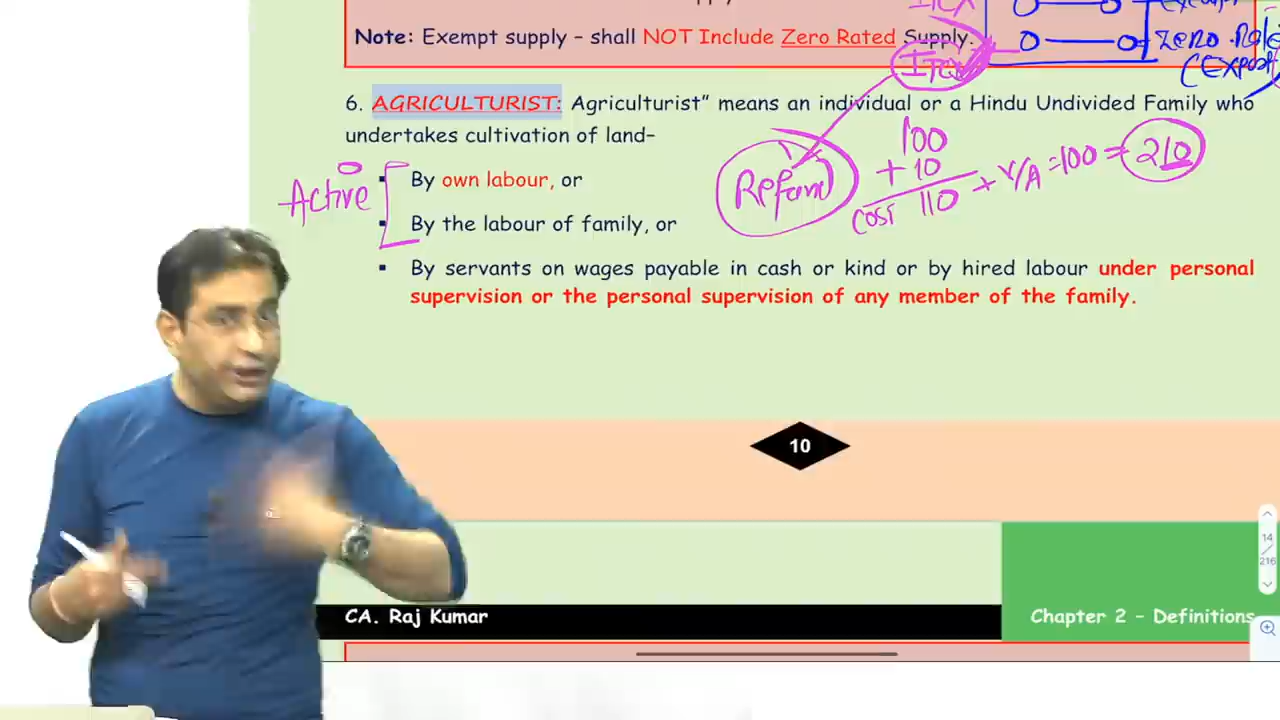 Note: Exempt supply – shall NOT Include Zero Rated Supply.
ITCX
zero Rate
(Export
6. AGRICULTURIST: Agriculturist” means an individual or a Hindu Undivided Family who
undertakes cultivation of land–
Active
▪ By own labour, or
▪ By the labour of family, or
▪ By servants on wages payable in cash or kind or by hired labour under personal
supervision or the personal supervision of any member of the family.
Refund
100
+ 10
cost 110 + V/A = 100 = 210
10
CA. Raj Kumar
Chapter 2 – Definitions
14
216